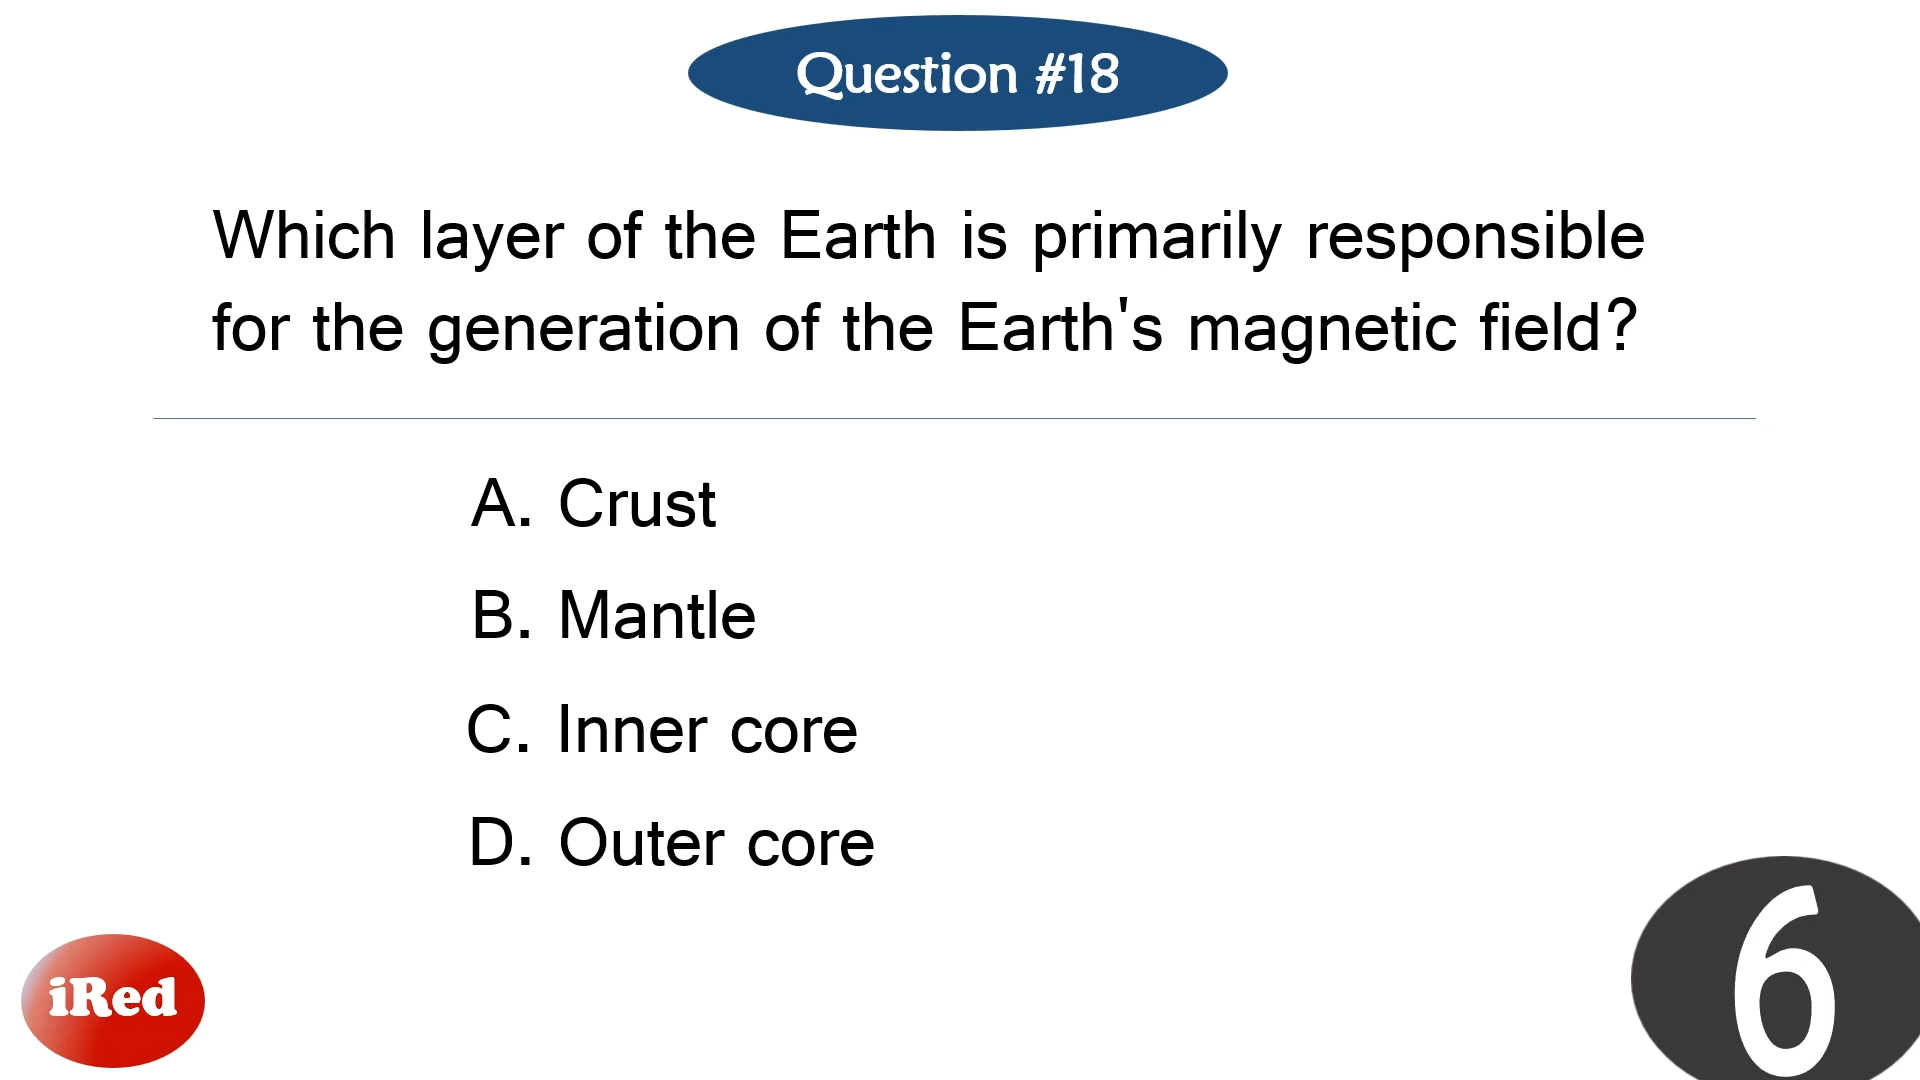 Question #18
Which layer of the Earth is primarily responsible
for the generation of the Earth's magnetic field?
A. Crust
B. Mantle
C. Inner core
D. Outer core
iRed
6